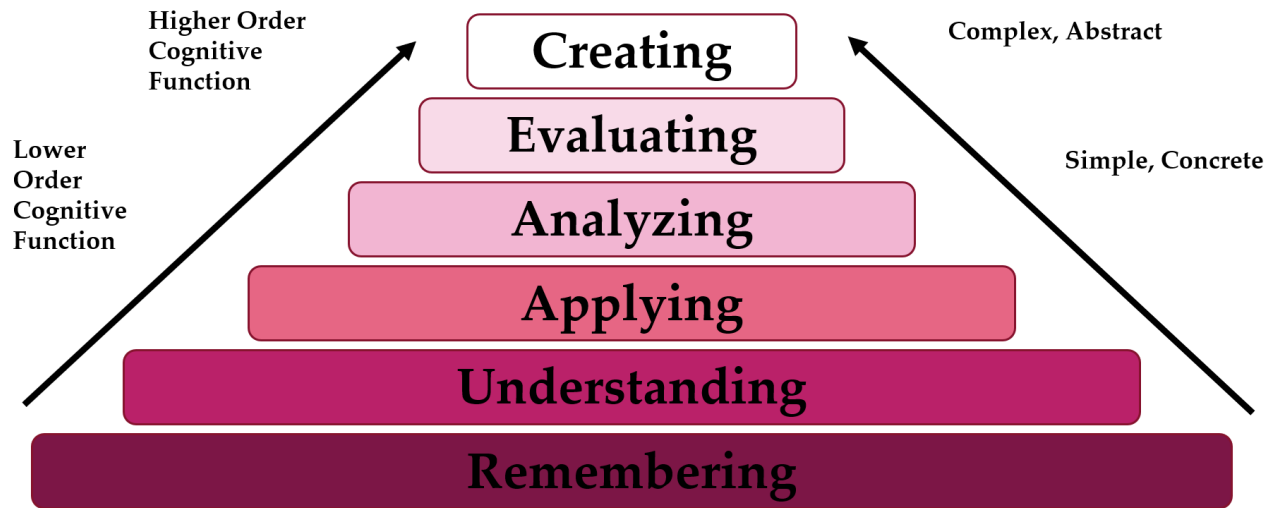 Higher Order
Cognitive
Function
Creating
Complex, Abstract
Evaluating
Lower
Order
Cognitive
Function
Simple, Concrete
Analyzing
Applying
Understanding
Remembering